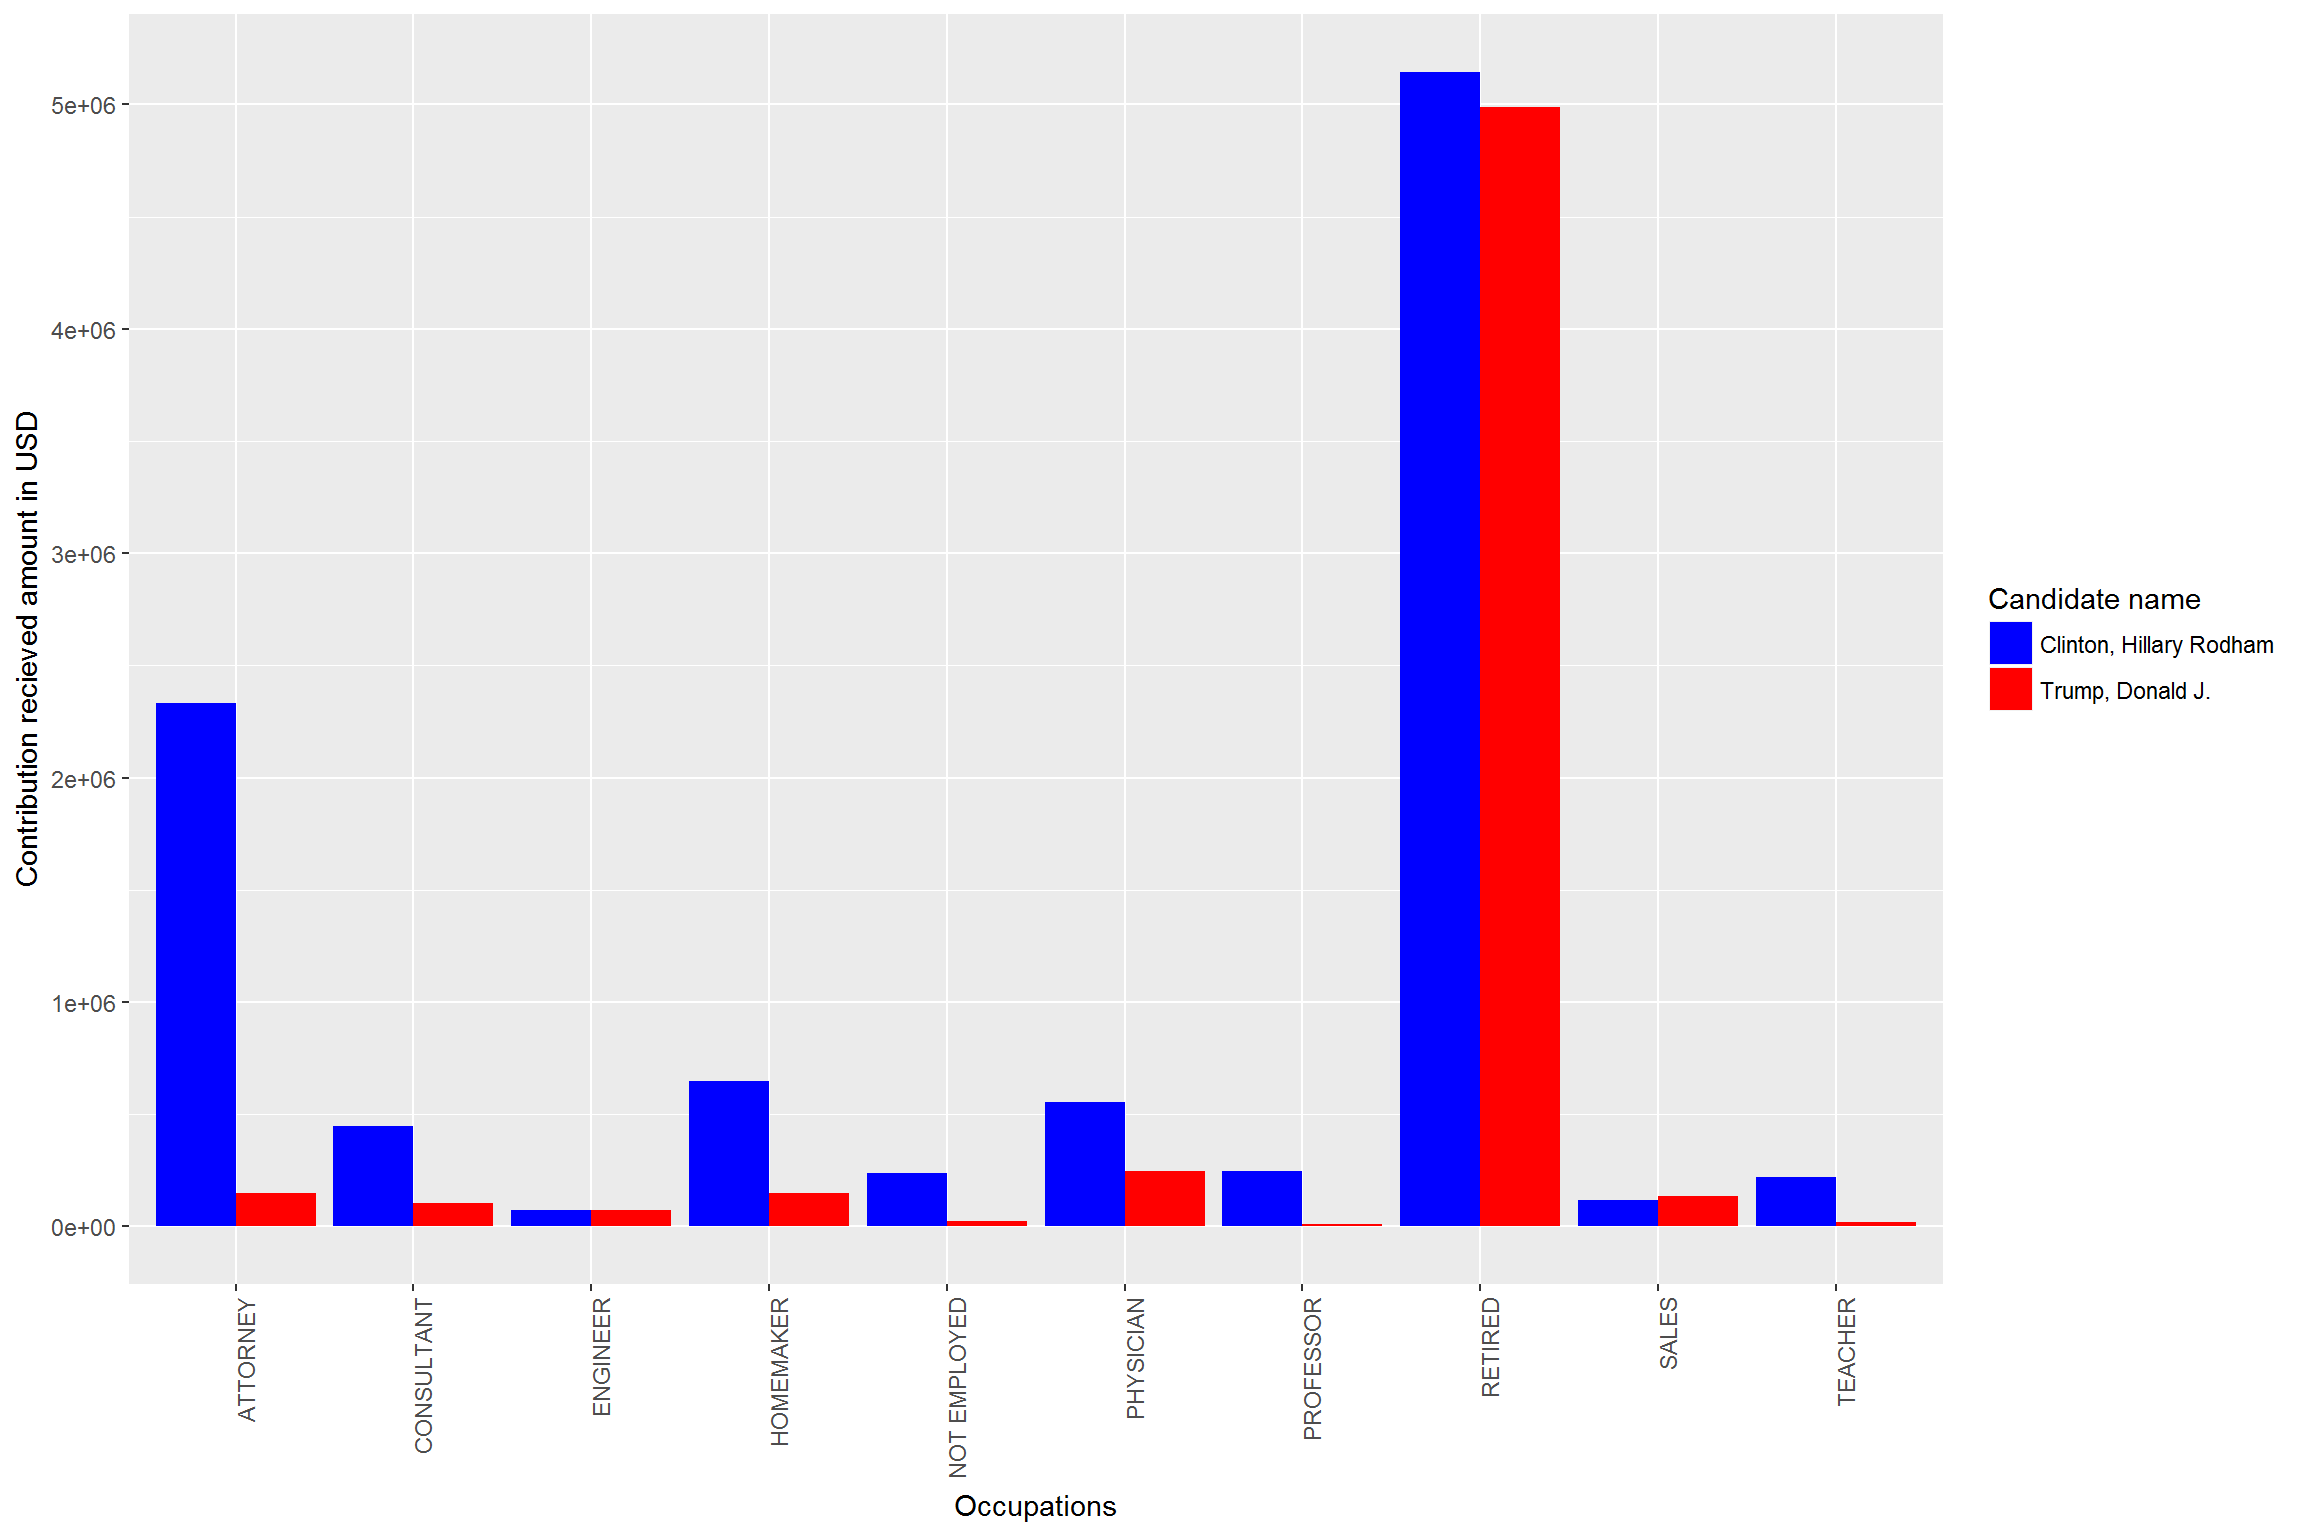 Contribution recieved amount in USD
5e+06
4e+06
3e+06
2e+06
1e+06
0e+00
ATTORNEY
CONSULTANT
ENGINEER
HOMEMAKER
NOT EMPLOYED
PHYSICIAN
PROFESSOR
RETIRED
SALES
TEACHER
Occupations
Candidate name
Clinton, Hillary Rodham
Trump, Donald J.